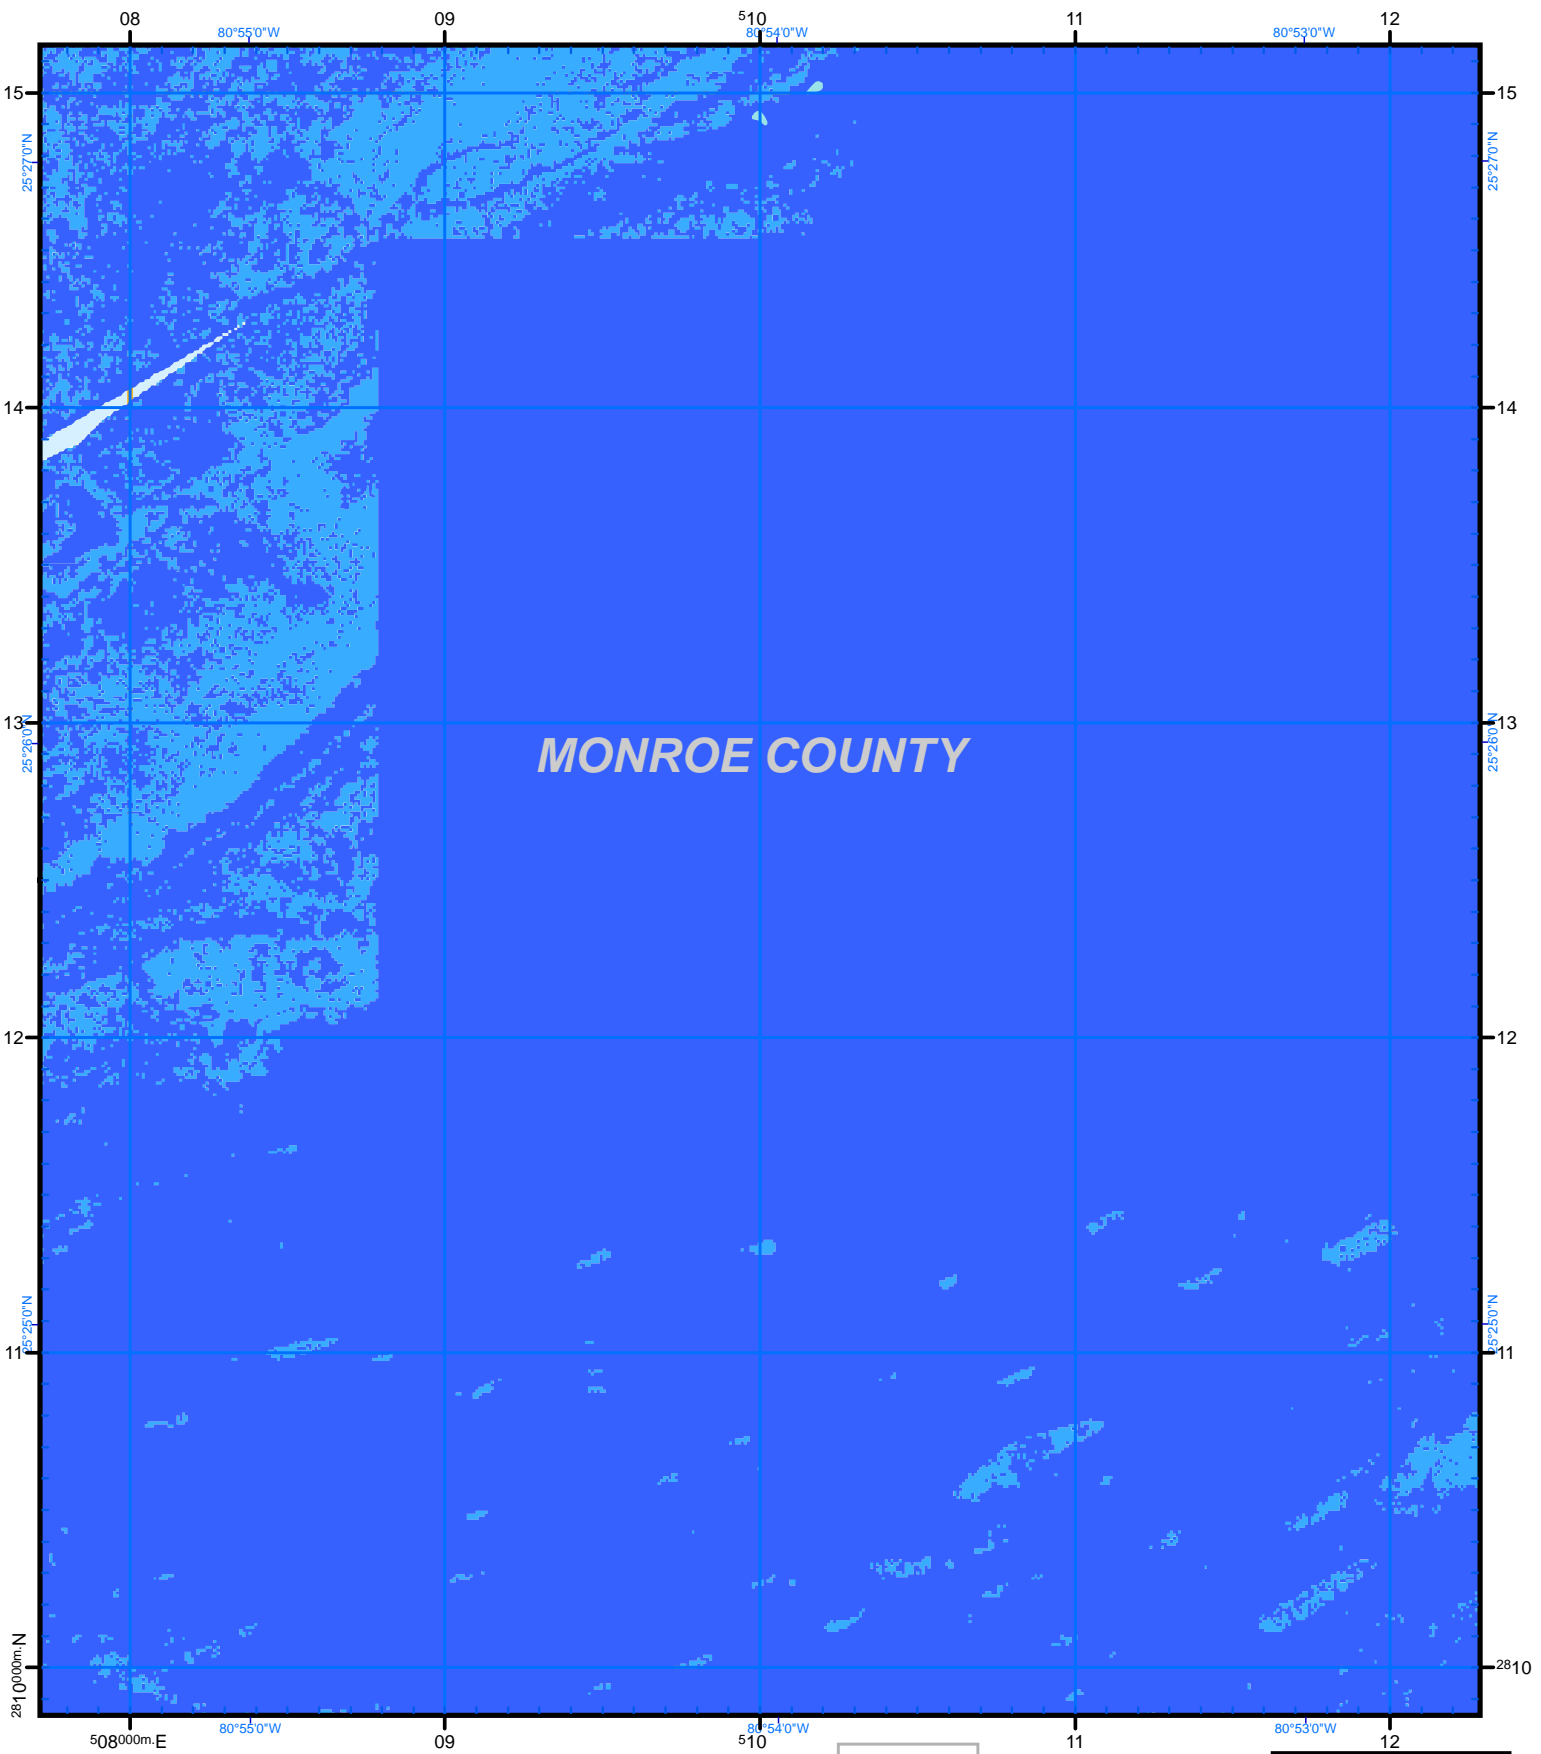 08 09 510 11 12
80°55'0"W 80°54'0"W 80°53'0"W
15 15
25°27'0"N 25°27'0"N
14 14
13 13
25°26'0"N 25°26'0"N
MONROE COUNTY
12 12
25°25'0"N 25°25'0"N
11 11
2810000m.N 2810
80°55'0"W 80°54'0"W 80°53'0"W
508000m.E 09 510 11 12